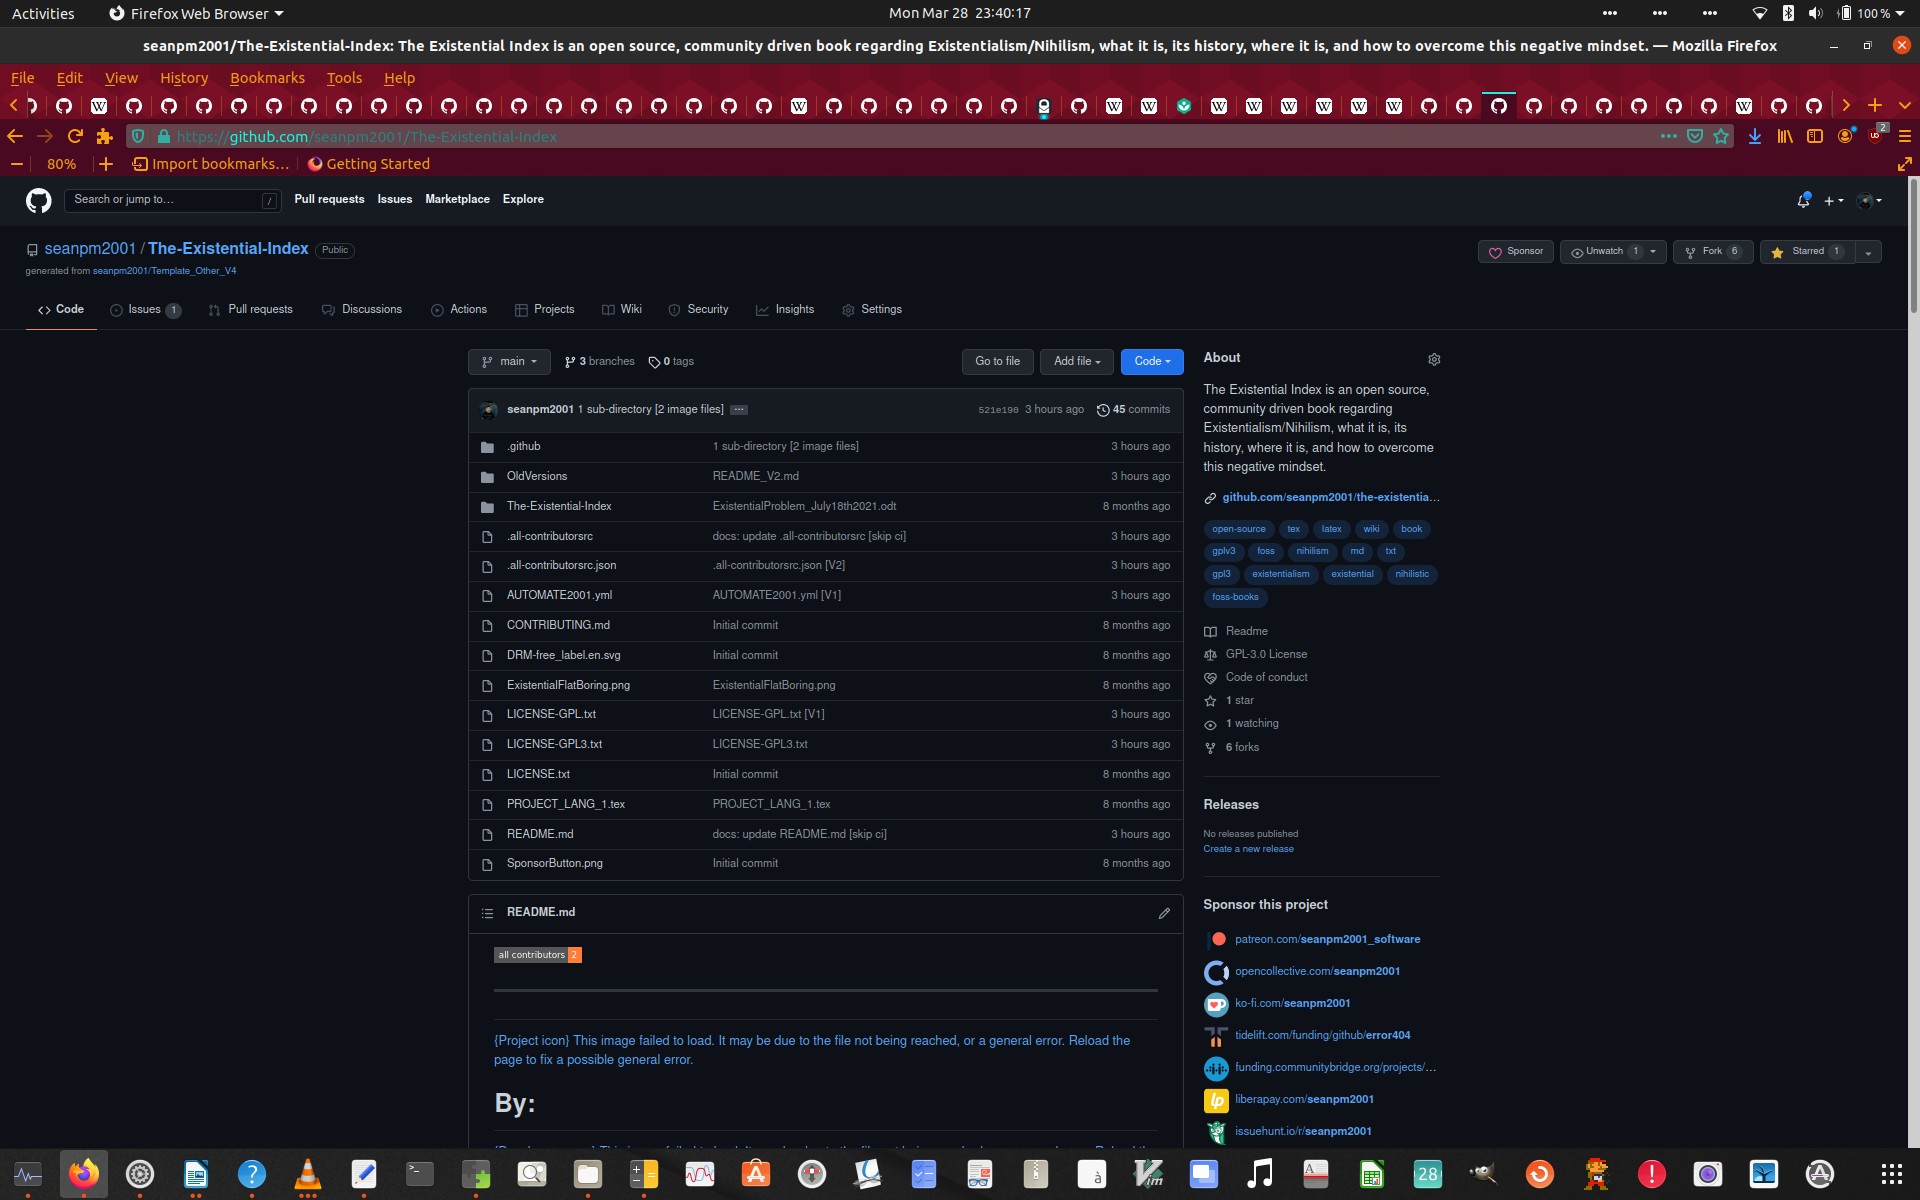 Activities
Firefox Web Browser
Mon Mar 28 23:40:17
100 %
seanpm2001/The-Existential-Index: The Existential Index is an open source, community driven book regarding Existentialism/Nihilism, what it is, its history, where it is, and how to overcome this negative mindset. — Mozilla Firefox
File Edit View History Bookmarks Tools Help
https://github.com/seanpm2001/The-Existential-Index
2
80% Import bookmarks... Getting Started
Search or jump to... /
Pull requests Issues Marketplace Explore
seanpm2001 / The-Existential-Index Public
generated from seanpm2001/Template_Other_V4
Sponsor Unwatch 1 Fork 6 Starred 1
Code Issues 1 Pull requests Discussions Actions Projects Wiki Security Insights Settings
main 3 branches 0 tags
Go to file Add file Code
seanpm2001 1 sub-directory [2 image files] ... 521e190 3 hours ago 45 commits
.github 1 sub-directory [2 image files] 3 hours ago
OldVersions README_V2.md 3 hours ago
The-Existential-Index ExistentialProblem_July18th2021.odt 8 months ago
.all-contributorsrc docs: update .all-contributorsrc [skip ci] 3 hours ago
.all-contributorsrc.json .all-contributorsrc.json [V2] 3 hours ago
AUTOMATE2001.yml AUTOMATE2001.yml [V1] 3 hours ago
CONTRIBUTING.md Initial commit 8 months ago
DRM-free_label.en.svg Initial commit 8 months ago
ExistentialFlatBoring.png ExistentialFlatBoring.png 8 months ago
LICENSE-GPL.txt LICENSE-GPL.txt [V1] 3 hours ago
LICENSE-GPL3.txt LICENSE-GPL3.txt 3 hours ago
LICENSE.txt Initial commit 8 months ago
PROJECT_LANG_1.tex PROJECT_LANG_1.tex 8 months ago
README.md docs: update README.md [skip ci] 3 hours ago
SponsorButton.png Initial commit 8 months ago
README.md
all contributors 2
{Project icon} This image failed to load. It may be due to the file not being reached, or a general error. Reload the
page to fix a possible general error.
By:
About
The Existential Index is an open source,
community driven book regarding
Existentialism/Nihilism, what it is, its
history, where it is, and how to overcome
this negative mindset.
github.com/seanpm2001/the-existentia...
open-source tex latex wiki book
gplv3 foss nihilism md txt
gpl3 existentialism existential nihilistic
foss-books
Readme
GPL-3.0 License
Code of conduct
1 star
1 watching
6 forks
Releases
No releases published
Create a new release
Sponsor this project
patreon.com/seanpm2001_software
opencollective.com/seanpm2001
ko-fi.com/seanpm2001
tidelift.com/funding/github/error404
funding.communitybridge.org/projects/...
liberapay.com/seanpm2001
issuehunt.io/r/seanpm2001
28